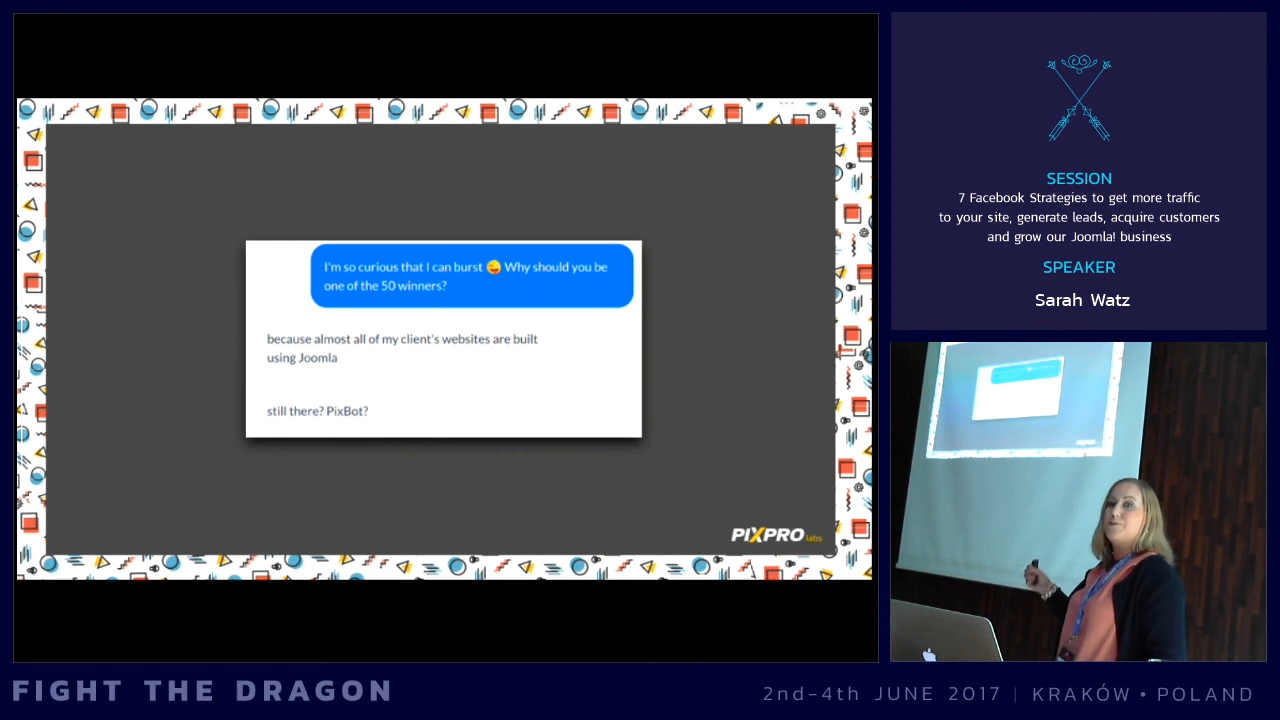 I'm so curious that I can burst 😜 Why should you be
one of the 50 winners?
because almost all of my client's websites are built
using Joomla
still there? PixBot?
PIXPRO labs
SESSION
7 Facebook Strategies to get more traffic
to your site, generate leads, acquire customers
and grow our Joomla! business
SPEAKER
Sarah Watz
FIGHT THE DRAGON
2nd-4th JUNE 2017 | KRAKÓW • POLAND